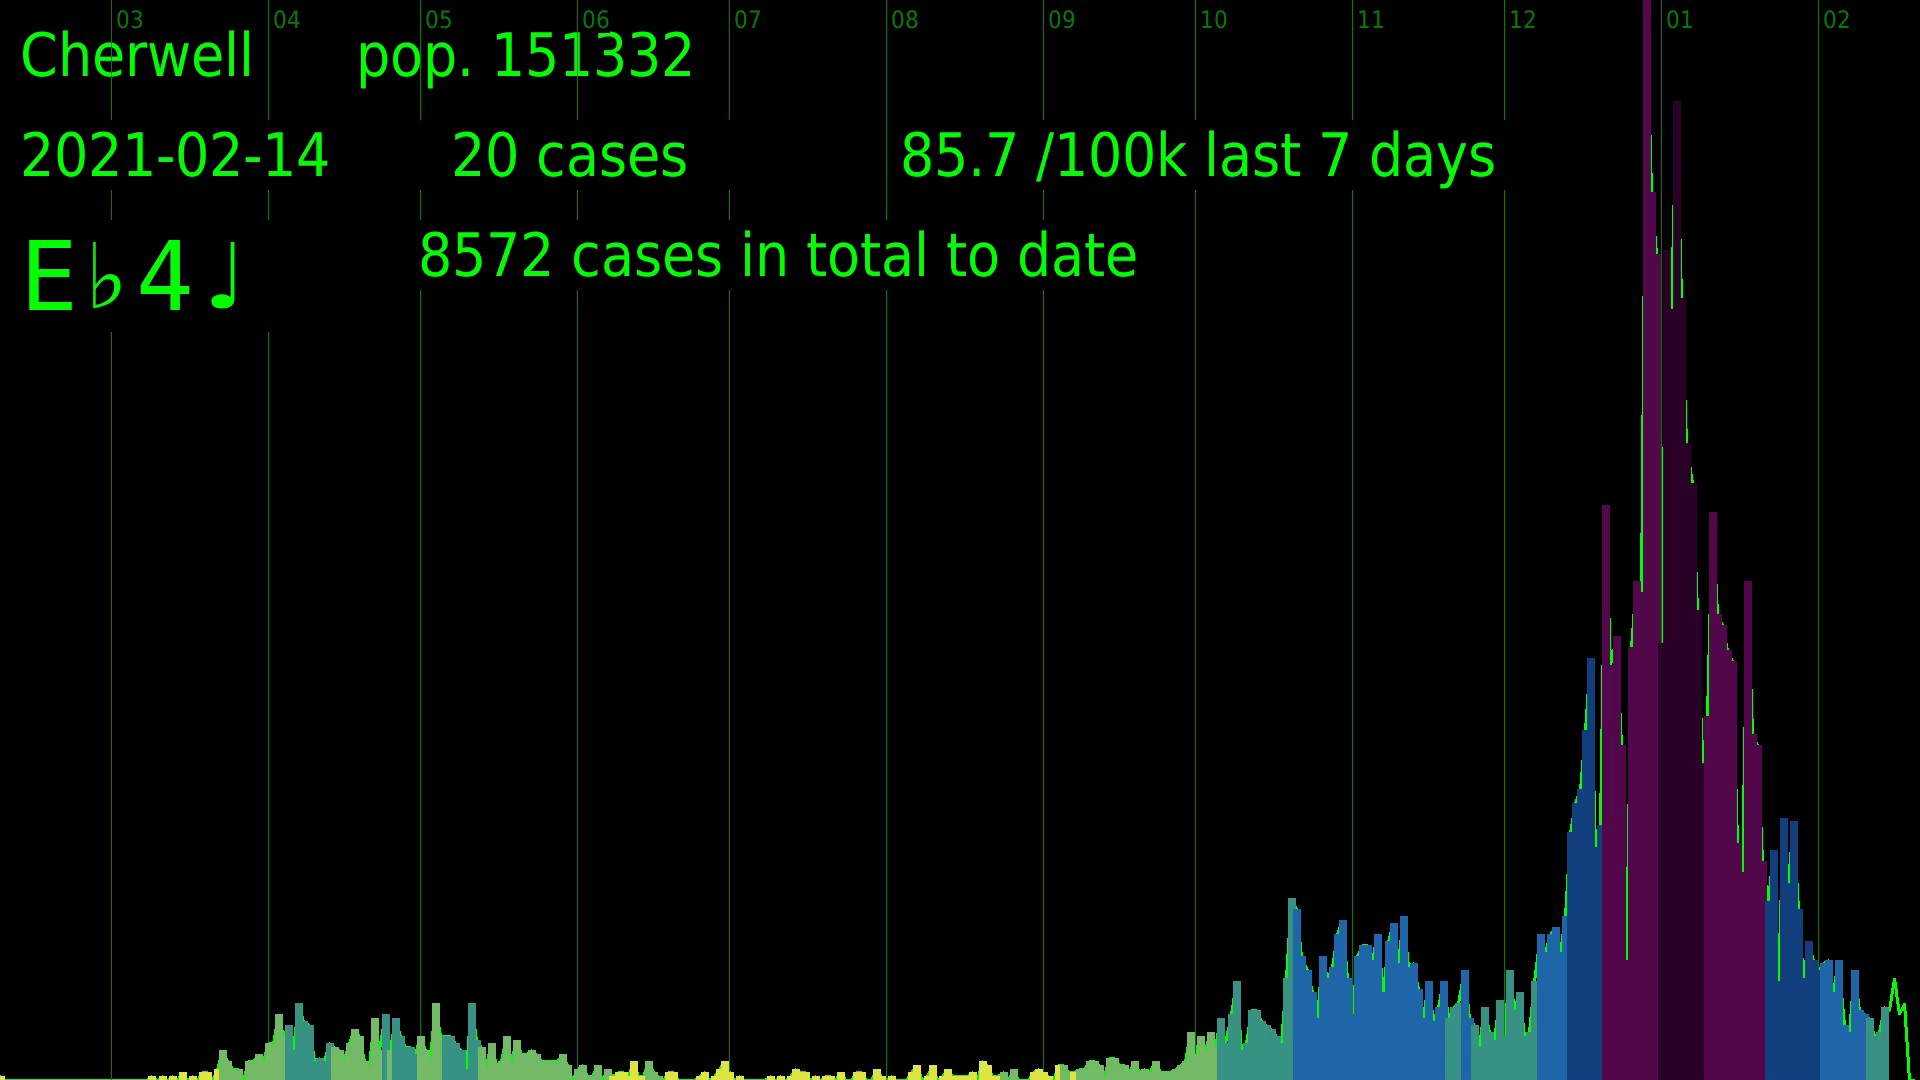 03 04 05 06 07 08 09 10 11 12 01 02
Cherwell pop. 151332
2021-02-14 20 cases 85.7 /100k last 7 days
8572 cases in total to date
E♭4♩